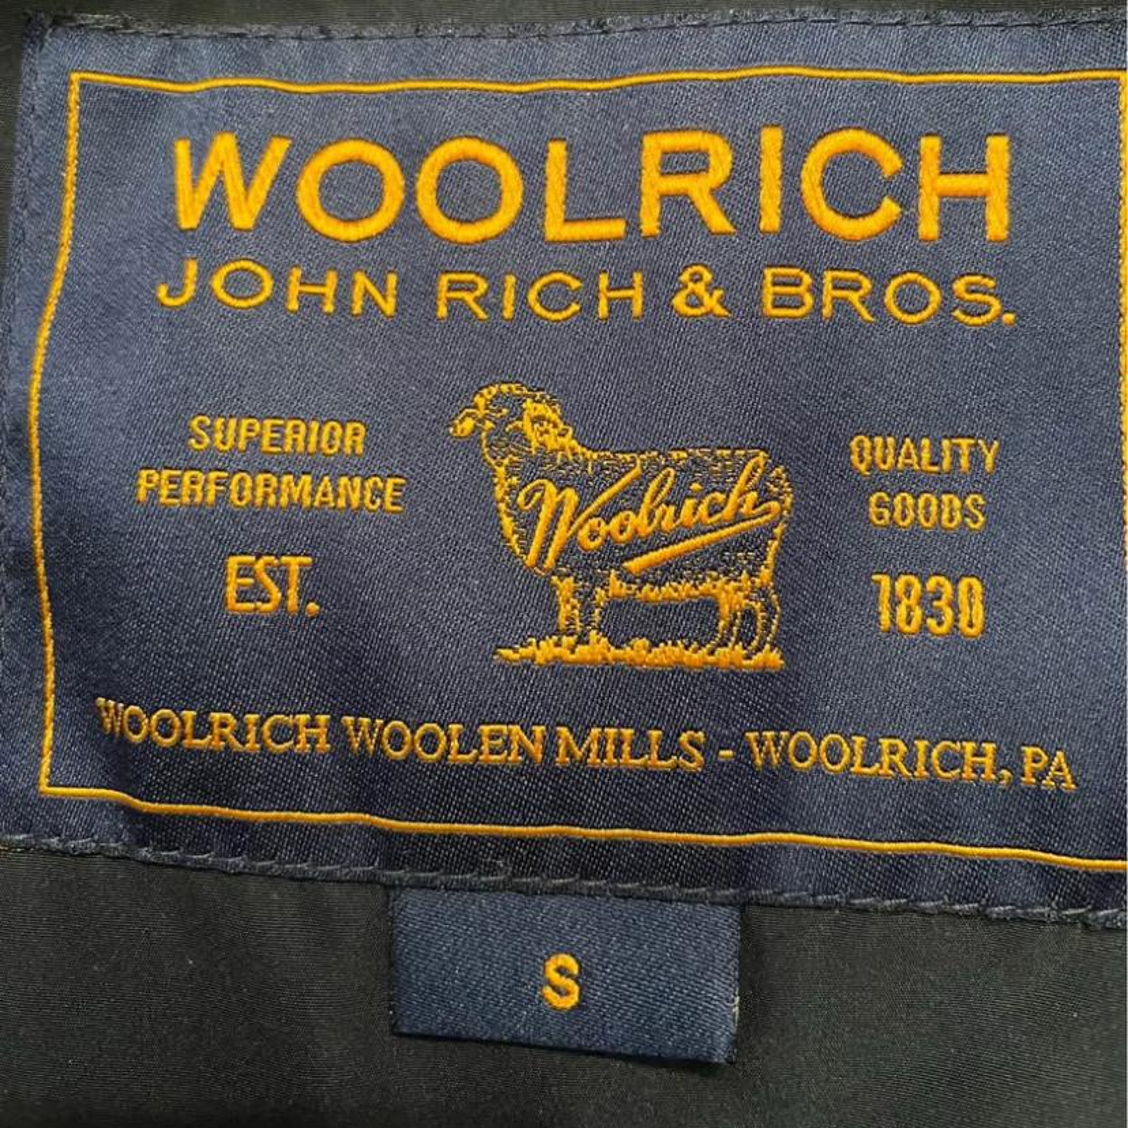 WOOLRICH
JOHN RICH & BROS.
SUPERIOR
PERFORMANCE
EST.
Woolrich
QUALITY
GOODS
1830
WOOLRICH WOOLEN MILLS - WOOLRICH, PA
S